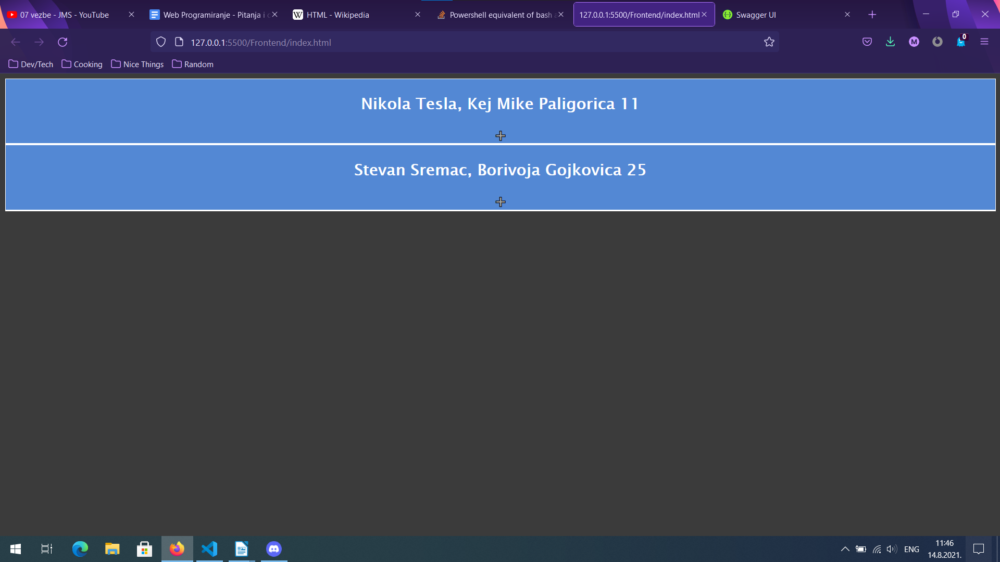 07 vezbe - JMS - YouTube
Web Programiranje - Pitanja i
HTML - Wikipedia
Powershell equivalent of bash
127.0.0.1:5500/Frontend/index.html
Swagger UI
127.0.0.1:5500/Frontend/index.html
M
0
Dev/Tech
Cooking
Nice Things
Random
Nikola Tesla, Kej Mike Paligorica 11
Stevan Sremac, Borivoja Gojkovica 25
ENG
11:46
14.8.2021.